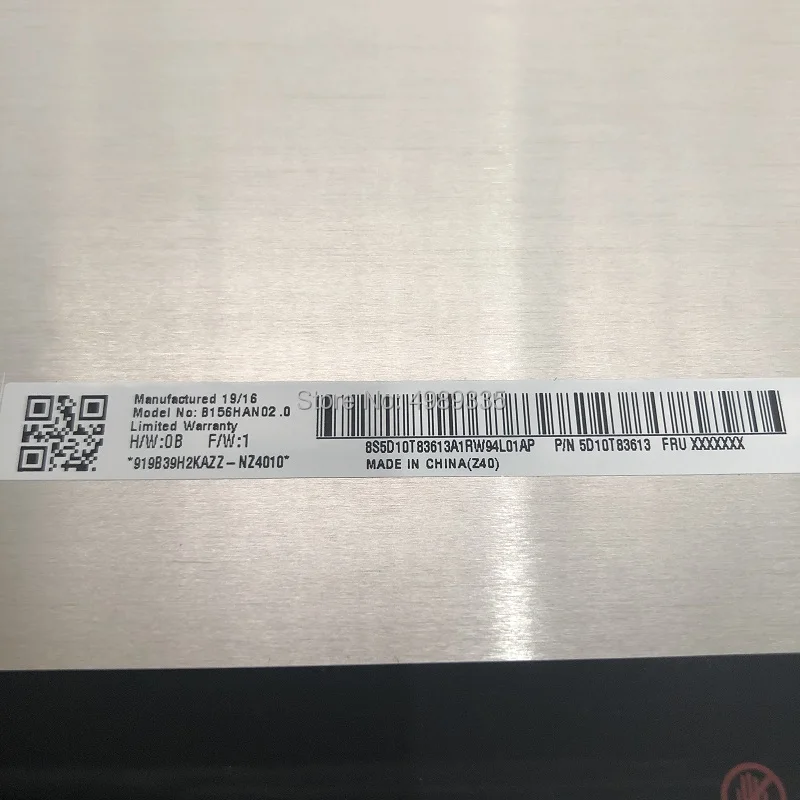 Manufactured 19/16
Model No: B156HAN02.0
Limited Warranty
H/W:0B F/W:1
*919B39H2KAZZ-NZ4010*
Store No: 4989335
8S5D10T83613A1RW94L01AP P/N 5D10T83613 FRU XXXXXXX
MADE IN CHINA(Z40)